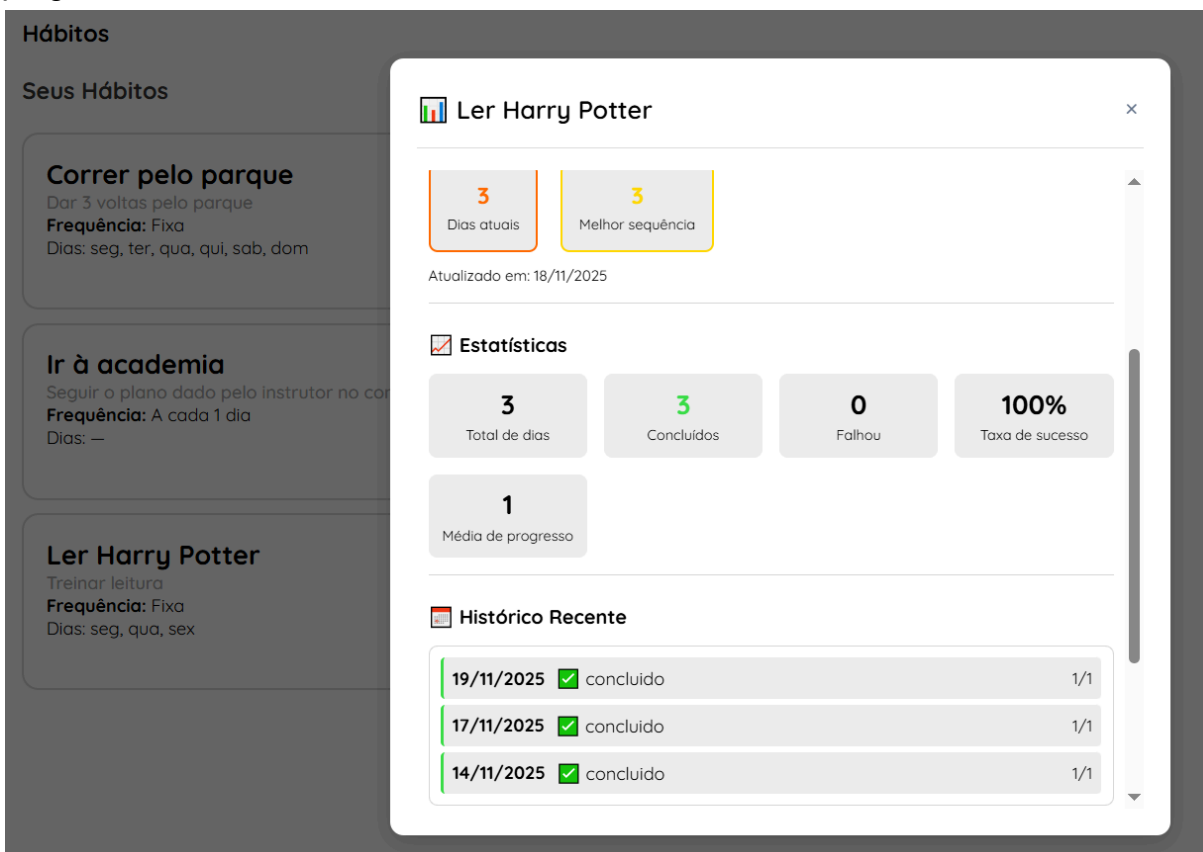 Hábitos
Seus Hábitos
Correr pelo parque
Dar 3 voltas pelo parque
Frequência: Fixa
Dias: seg, ter, qua, qui, sab, dom
Ir à academia
Seguir o plano dado pelo instrutor no
Frequência: A cada 1 dia
Dias: —
Ler Harry Potter
Treinar leitura
Frequência: Fixa
Dias: seg, qua, sex
Ler Harry Potter ×
3 3
Dias atuais Melhor sequência
Atualizado em: 18/11/2025
Estatísticas
3 3 0 100%
Total de dias Concluídos Falhou Taxa de sucesso
1
Média de progresso
Histórico Recente
19/11/2025 concluido 1/1
17/11/2025 concluido 1/1
14/11/2025 concluido 1/1